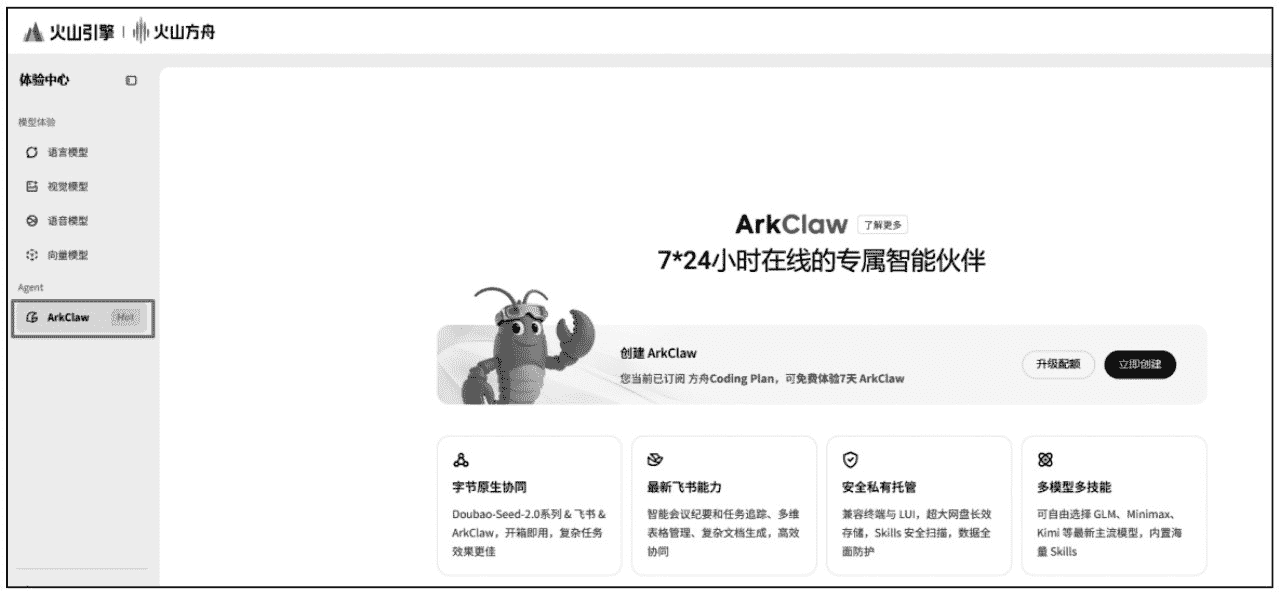 火山引擎 | 火山方舟
体验中心
模型体验
语言模型
视觉模型
语音模型
向量模型
Agent
ArkClaw Hot
ArkClaw 了解更多
7*24小时在线的专属智能伙伴
创建 ArkClaw
您当前已订阅 方舟Coding Plan，可免费体验7天 ArkClaw
升级配额
立即创建
字节原生协同
Doubao-Seed-2.0系列 & 飞书 &
ArkClaw，开箱即用，复杂任务
效果更佳
最新飞书能力
智能会议纪要和任务追踪、多维
表格管理、复杂文档生成，高效
协同
安全私有托管
兼容终端与 LUI，超大网盘长效
存储，Skills 安全扫描，数据全
面防护
多模型多技能
可自由选择 GLM、Minimax、
Kimi 等最新主流模型，内置海
量 Skills